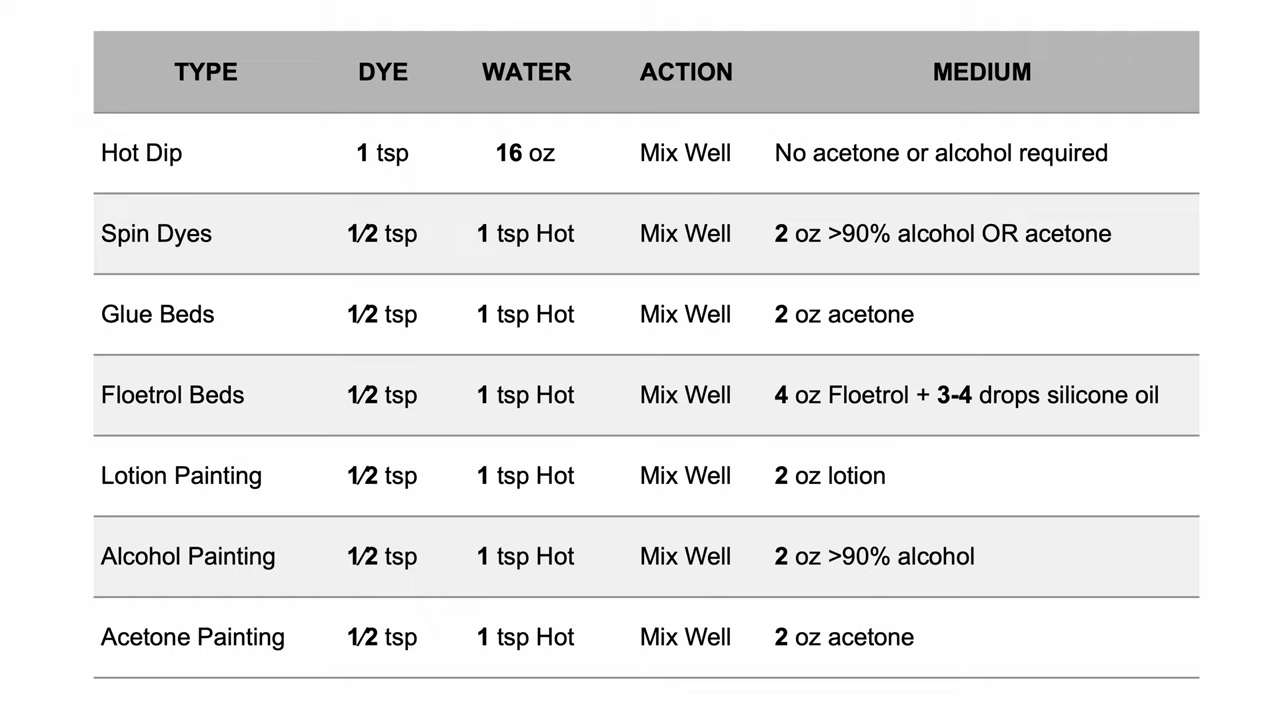 TYPE DYE WATER ACTION MEDIUM
Hot Dip 1 tsp 16 oz Mix Well No acetone or alcohol required
Spin Dyes 1⁄2 tsp 1 tsp Hot Mix Well 2 oz >90% alcohol OR acetone
Glue Beds 1⁄2 tsp 1 tsp Hot Mix Well 2 oz acetone
Floetrol Beds 1⁄2 tsp 1 tsp Hot Mix Well 4 oz Floetrol + 3-4 drops silicone oil
Lotion Painting 1⁄2 tsp 1 tsp Hot Mix Well 2 oz lotion
Alcohol Painting 1⁄2 tsp 1 tsp Hot Mix Well 2 oz >90% alcohol
Acetone Painting 1⁄2 tsp 1 tsp Hot Mix Well 2 oz acetone